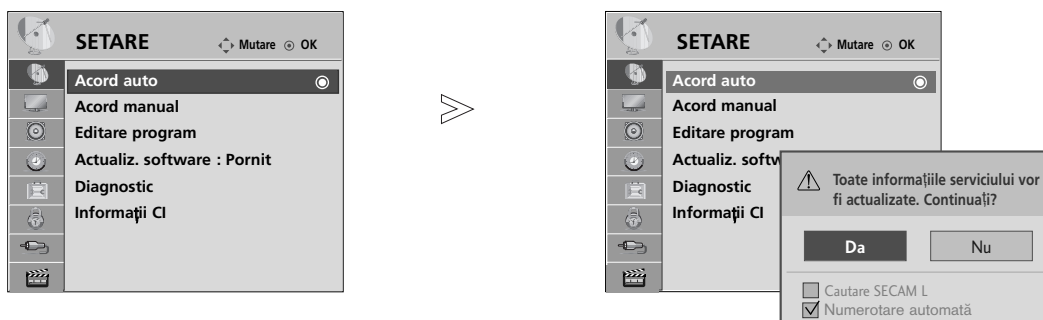 SETARE
Mutare OK
Acord auto
Acord manual
Editare program
Actualiz. software : Pornit
Diagnostic
Informații CI
SETARE
Mutare OK
Acord auto
Acord manual
Editare program
Actualiz. softw
Diagnostic
Informații CI
Toate informațiile serviciului vor
fi actualizate. Continuați?
Da
Nu
Cautare SECAM L
Numerotare automată